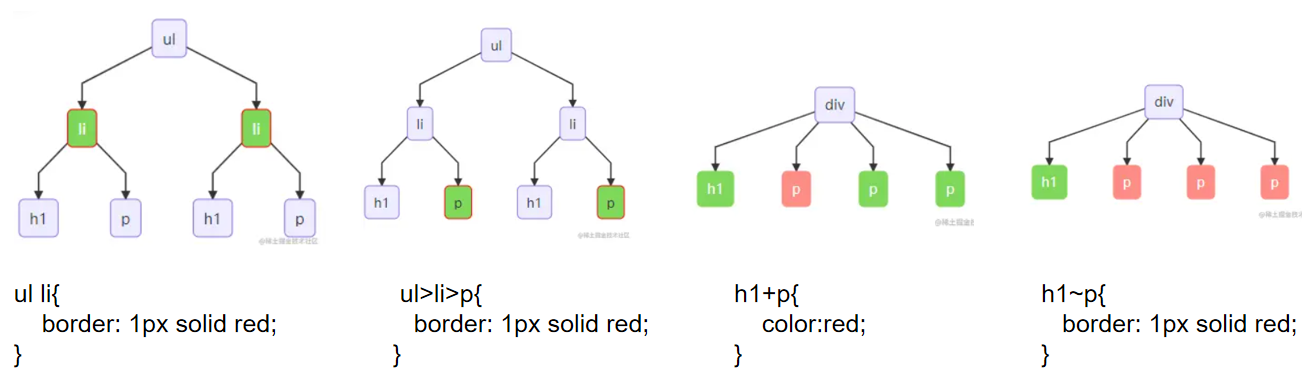 ul
li
li
h1
p
h1
p
@稀土掘金技术社区
ul li{
border: 1px solid red;
}
ul
li
li
h1
p
h1
p
@稀土掘金技术社区
ul>li>p{
border: 1px solid red;
}
div
h1
p
p
p
@稀土掘金
h1+p{
color:red;
}
div
h1
p
p
p
@稀土掘金技
h1~p{
border: 1px solid red;
}